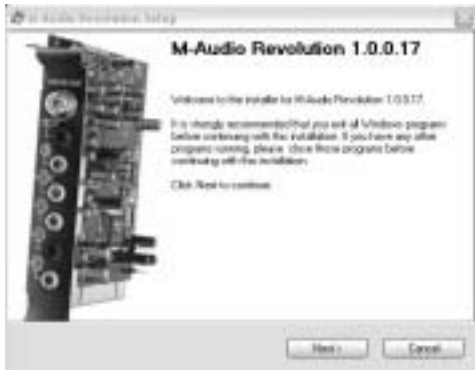 M-Audio Revolution Setup
M-Audio Revolution 1.0.0.17
Welcome to the installer for M-Audio Revolution 1.0.0.17.
It is strongly recommended that you exit all Windows programs
before continuing with this installation. If you have any other
programs running, please close those programs before
continuing with this installation.
Click Next to continue.
Next >
Cancel